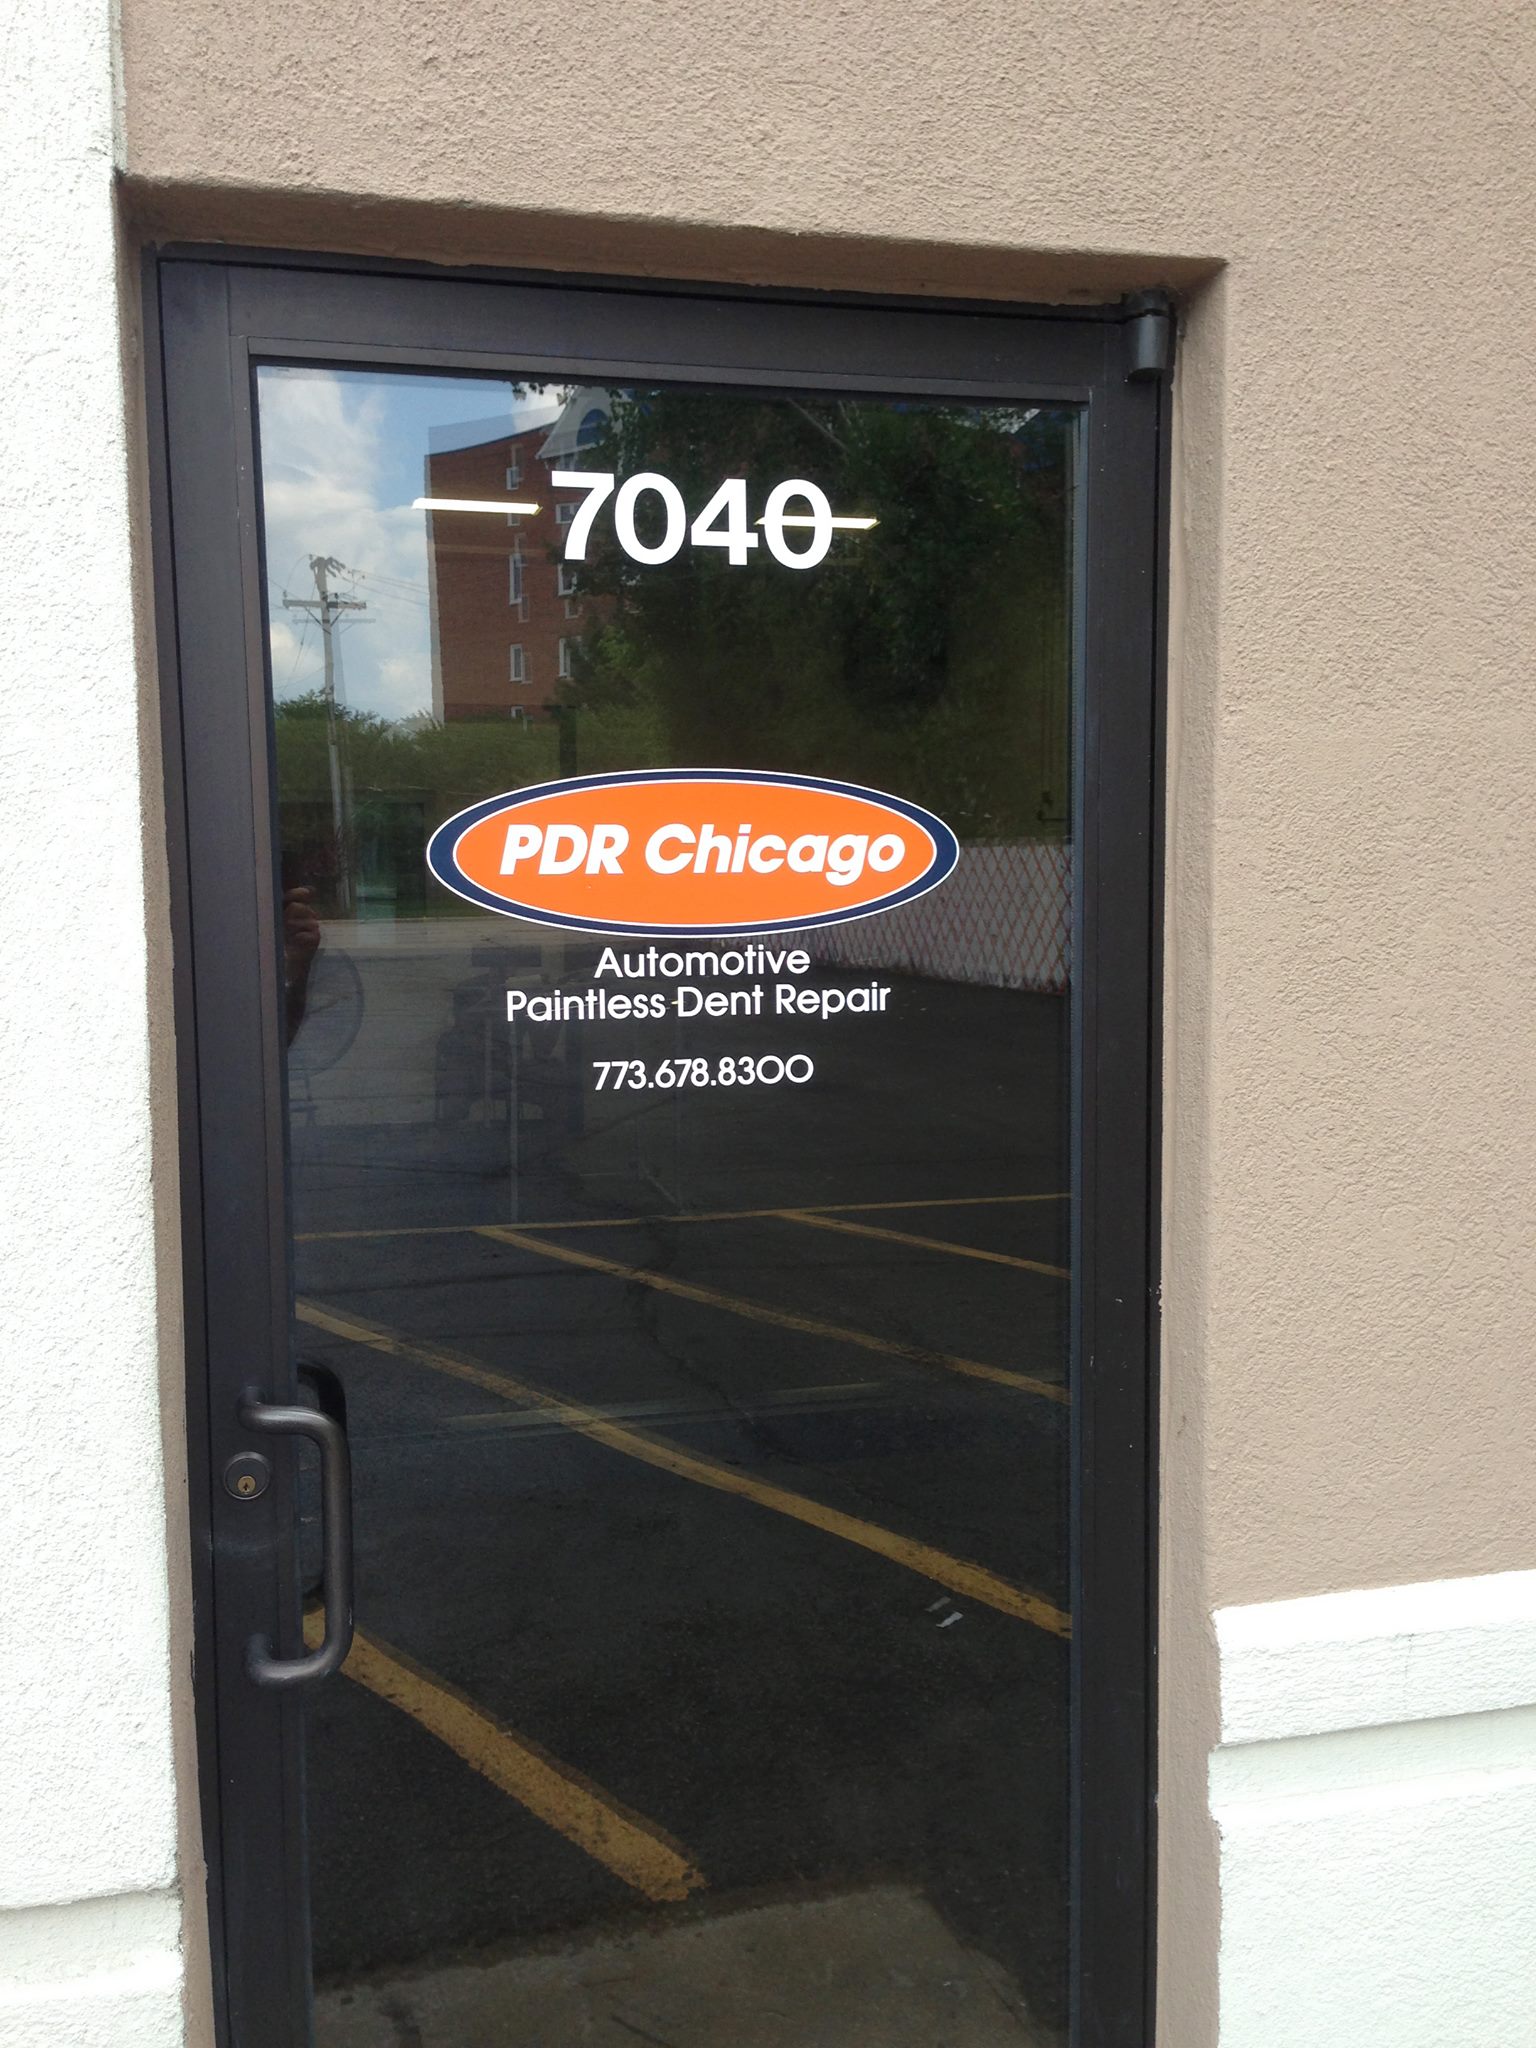 7040
PDR Chicago
Automotive
Paintless Dent Repair
773.678.8300